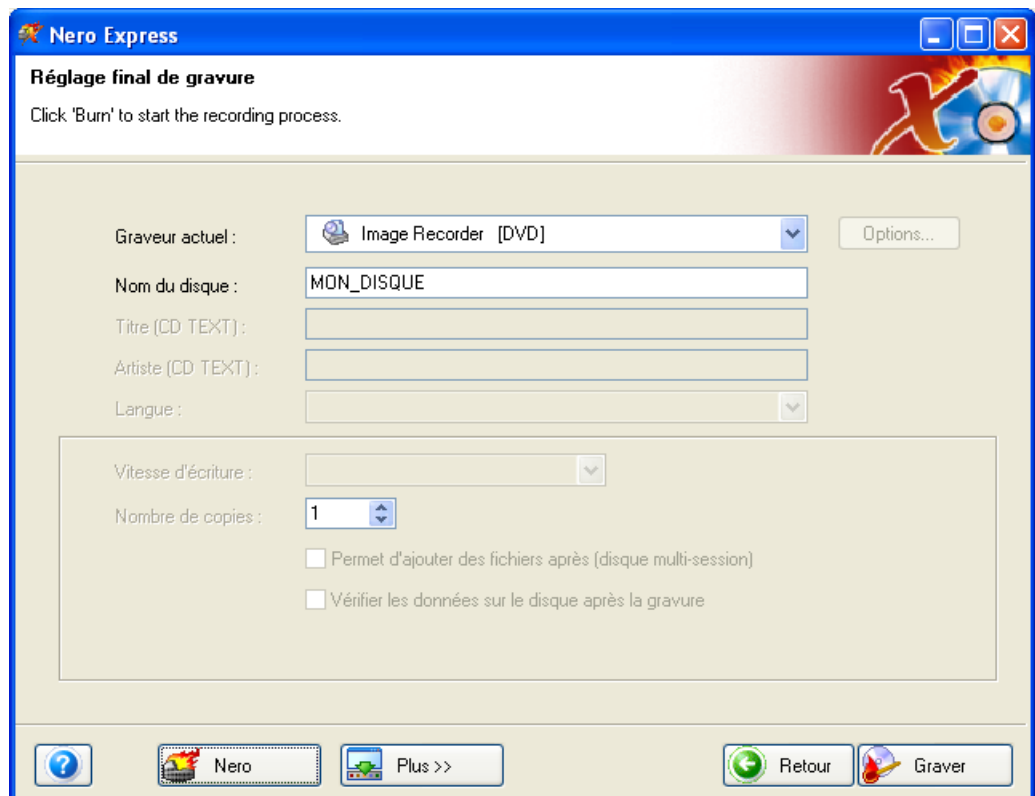 Nero Express
Réglage final de gravure
Click 'Burn' to start the recording process.
Graveur actuel : Image Recorder [DVD] Options...
Nom du disque : MON_DISQUE
Titre (CD TEXT) :
Artiste (CD TEXT) :
Langue :
Vitesse d'écriture :
Nombre de copies : 1
Permet d'ajouter des fichiers après (disque multi-session)
Vérifier les données sur le disque après la gravure
Nero Plus >> Retour Graver